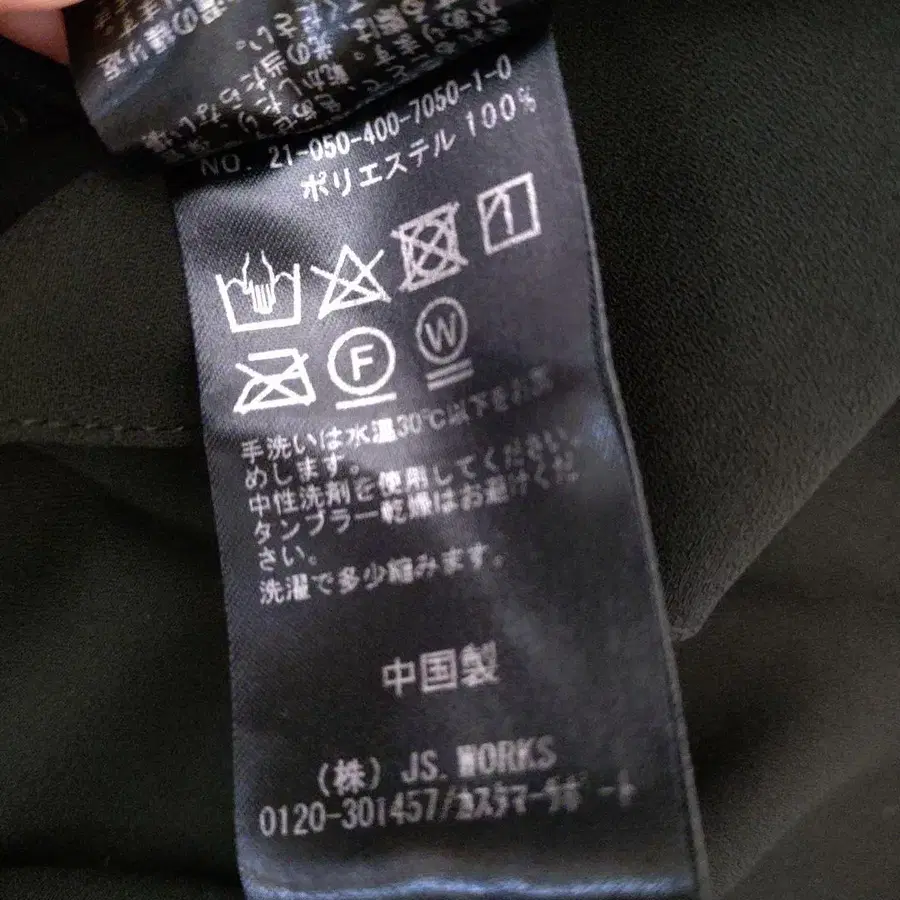 NO. 21-050-400-7050-1-0
ポリエステル 100%
F
W
手洗いは水温30℃以下をお薦
めします。
中性洗剤を使用してください。
タンブラー乾燥はお避けくだ
さい。
洗濯で多少縮みます。
中国製
(株) JS. WORKS
0120-301457/カスタマーサポート